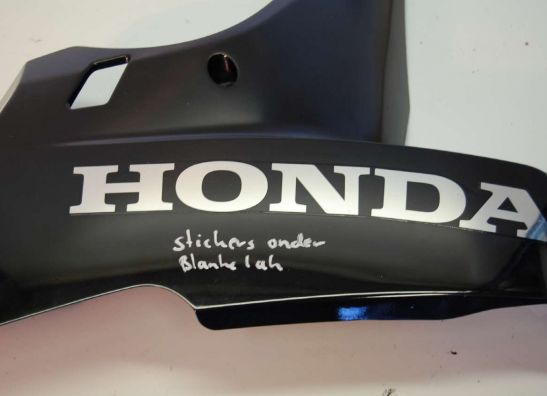 HONDA
stickers onder
Blanke lak